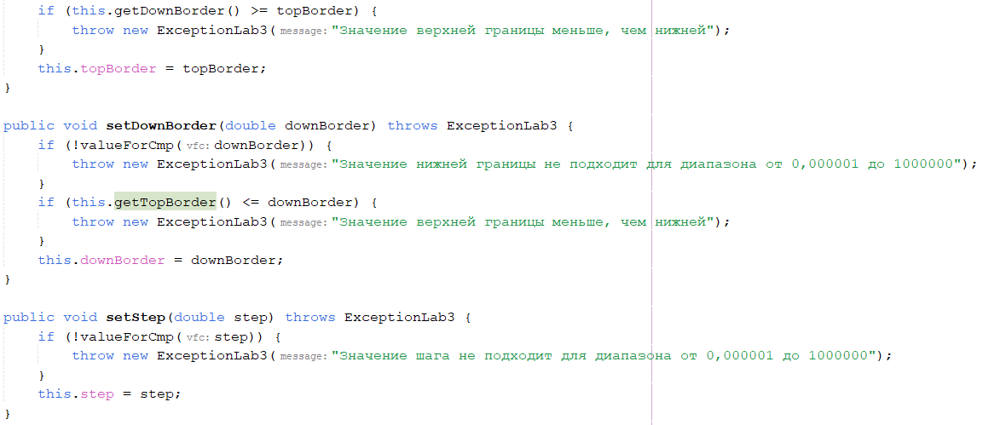 if (this.getDownBorder() >= topBorder) {
throw new ExceptionLab3( message: "Значение верхней границы меньше, чем нижней");
}
this.topBorder = topBorder;
}
public void setDownBorder(double downBorder) throws ExceptionLab3 {
if (!valueForCmp( vfc: downBorder)) {
throw new ExceptionLab3( message: "Значение нижней границы не подходит для диапазона от 0,000001 до 1000000");
}
if (this.getTopBorder() <= downBorder) {
throw new ExceptionLab3( message: "Значение верхней границы меньше, чем нижней");
}
this.downBorder = downBorder;
}
public void setStep(double step) throws ExceptionLab3 {
if (!valueForCmp( vfc: step)) {
throw new ExceptionLab3( message: "Значение шага не подходит для диапазона от 0,000001 до 1000000");
}
this.step = step;
}